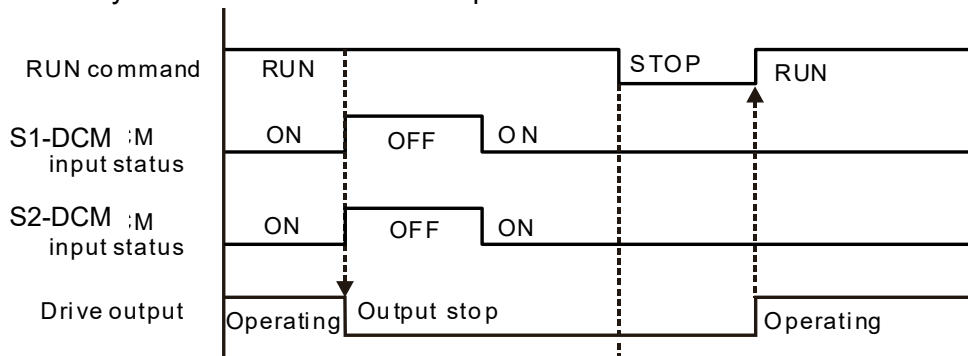 RUN command RUN STOP RUN
S1-DCM ON OFF ON
input status
S2-DCM ON OFF ON
input status
Drive output Operating Output stop Operating